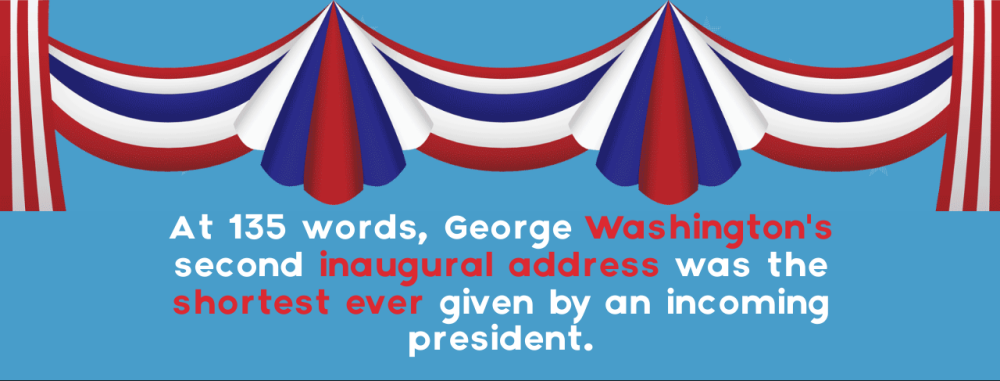 At 135 words, George Washington's
second inaugural address was the
shortest ever given by an incoming
president.